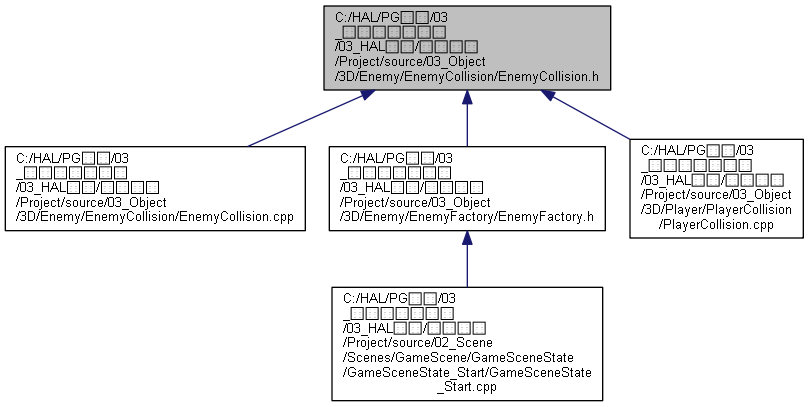 C:/HAL/PG□□/03
_□□□□□□□
/03_HAL□□/□□□□
/Project/source/03_Object
/3D/Enemy/EnemyCollision/EnemyCollision.h
C:/HAL/PG□□/03
_□□□□□□□
/03_HAL□□/□□□□
/Project/source/03_Object
/3D/Enemy/EnemyCollision/EnemyCollision.cpp
C:/HAL/PG□□/03
_□□□□□□□
/03_HAL□□/□□□□
/Project/source/03_Object
/3D/Enemy/EnemyFactory/EnemyFactory.h
C:/HAL/PG□□/03
_□□□□□□□
/03_HAL□□/□□□□
/Project/source/03_Object
/3D/Player/PlayerCollision
/PlayerCollision.cpp
C:/HAL/PG□□/03
_□□□□□□□
/03_HAL□□/□□□□
/Project/source/02_Scene
/Scenes/GameScene/GameSceneState
/GameSceneState_Start/GameSceneState
_Start.cpp